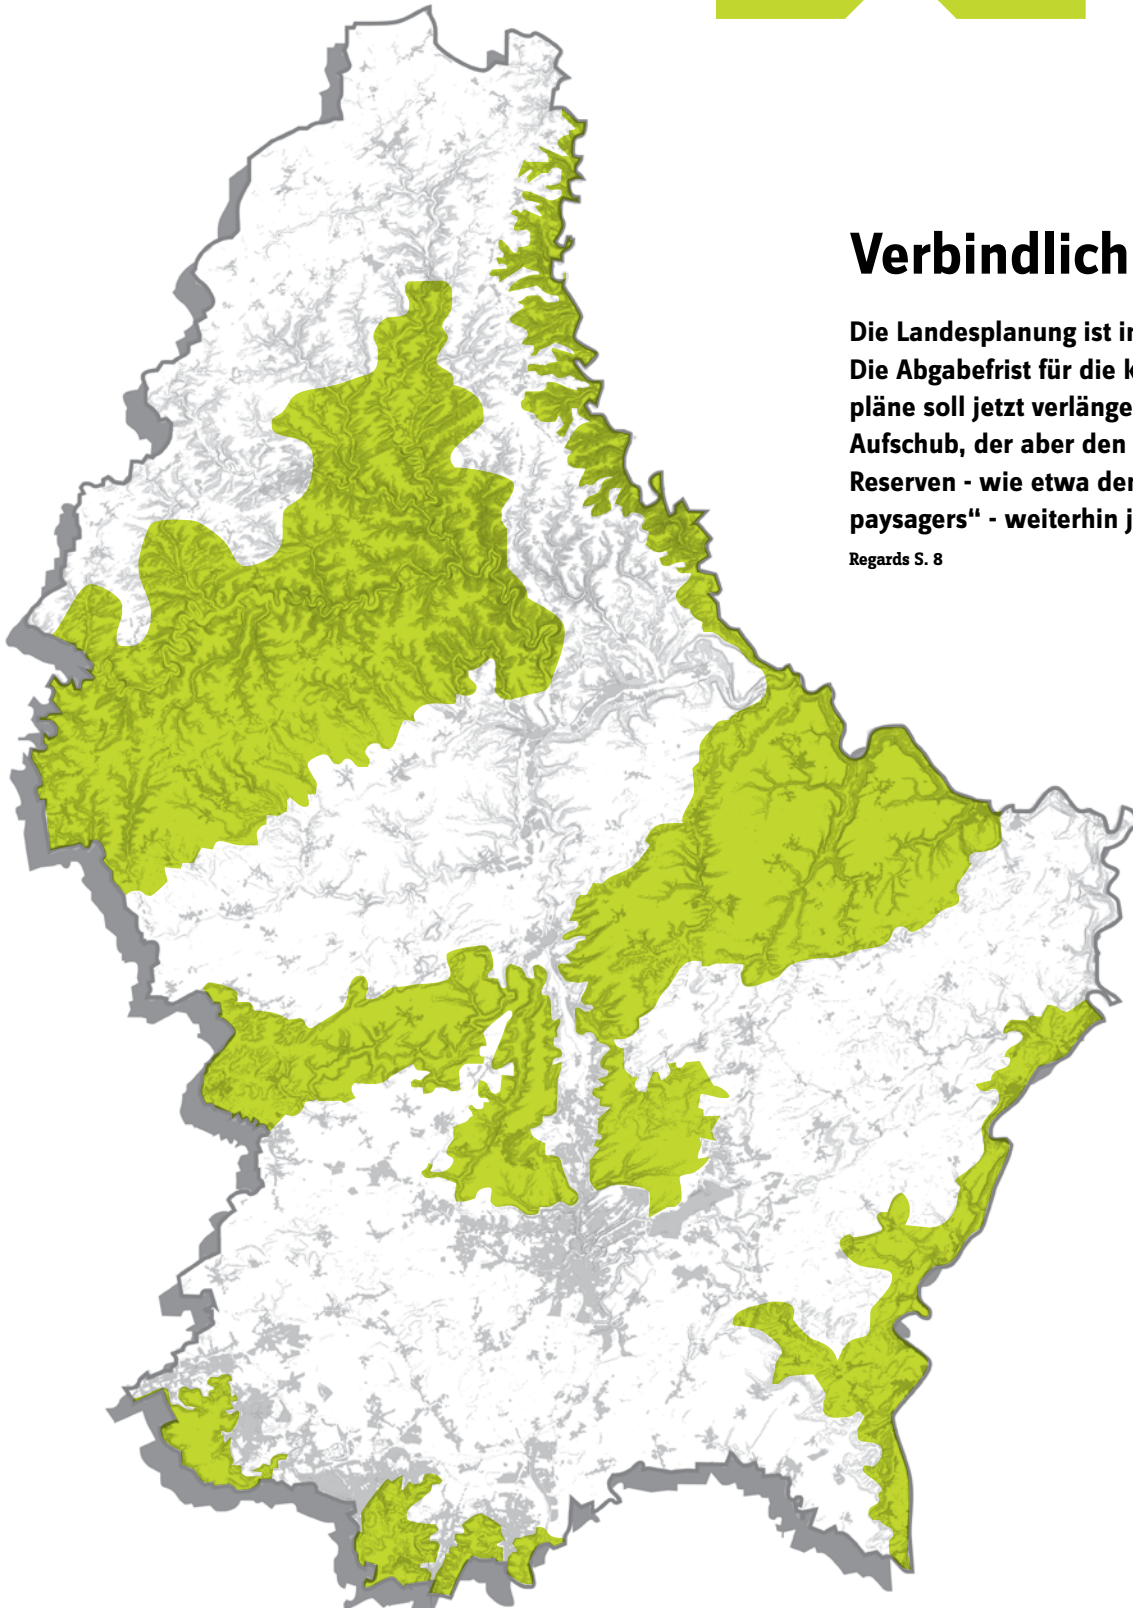 Verbindlich
Die Landesplanung ist
Die Abgabefrist für die k
pläne soll jetzt verlänge
Aufschub, der aber den
Reserven - wie etwa
paysagers“ - weiterhin j
Regards S. 8